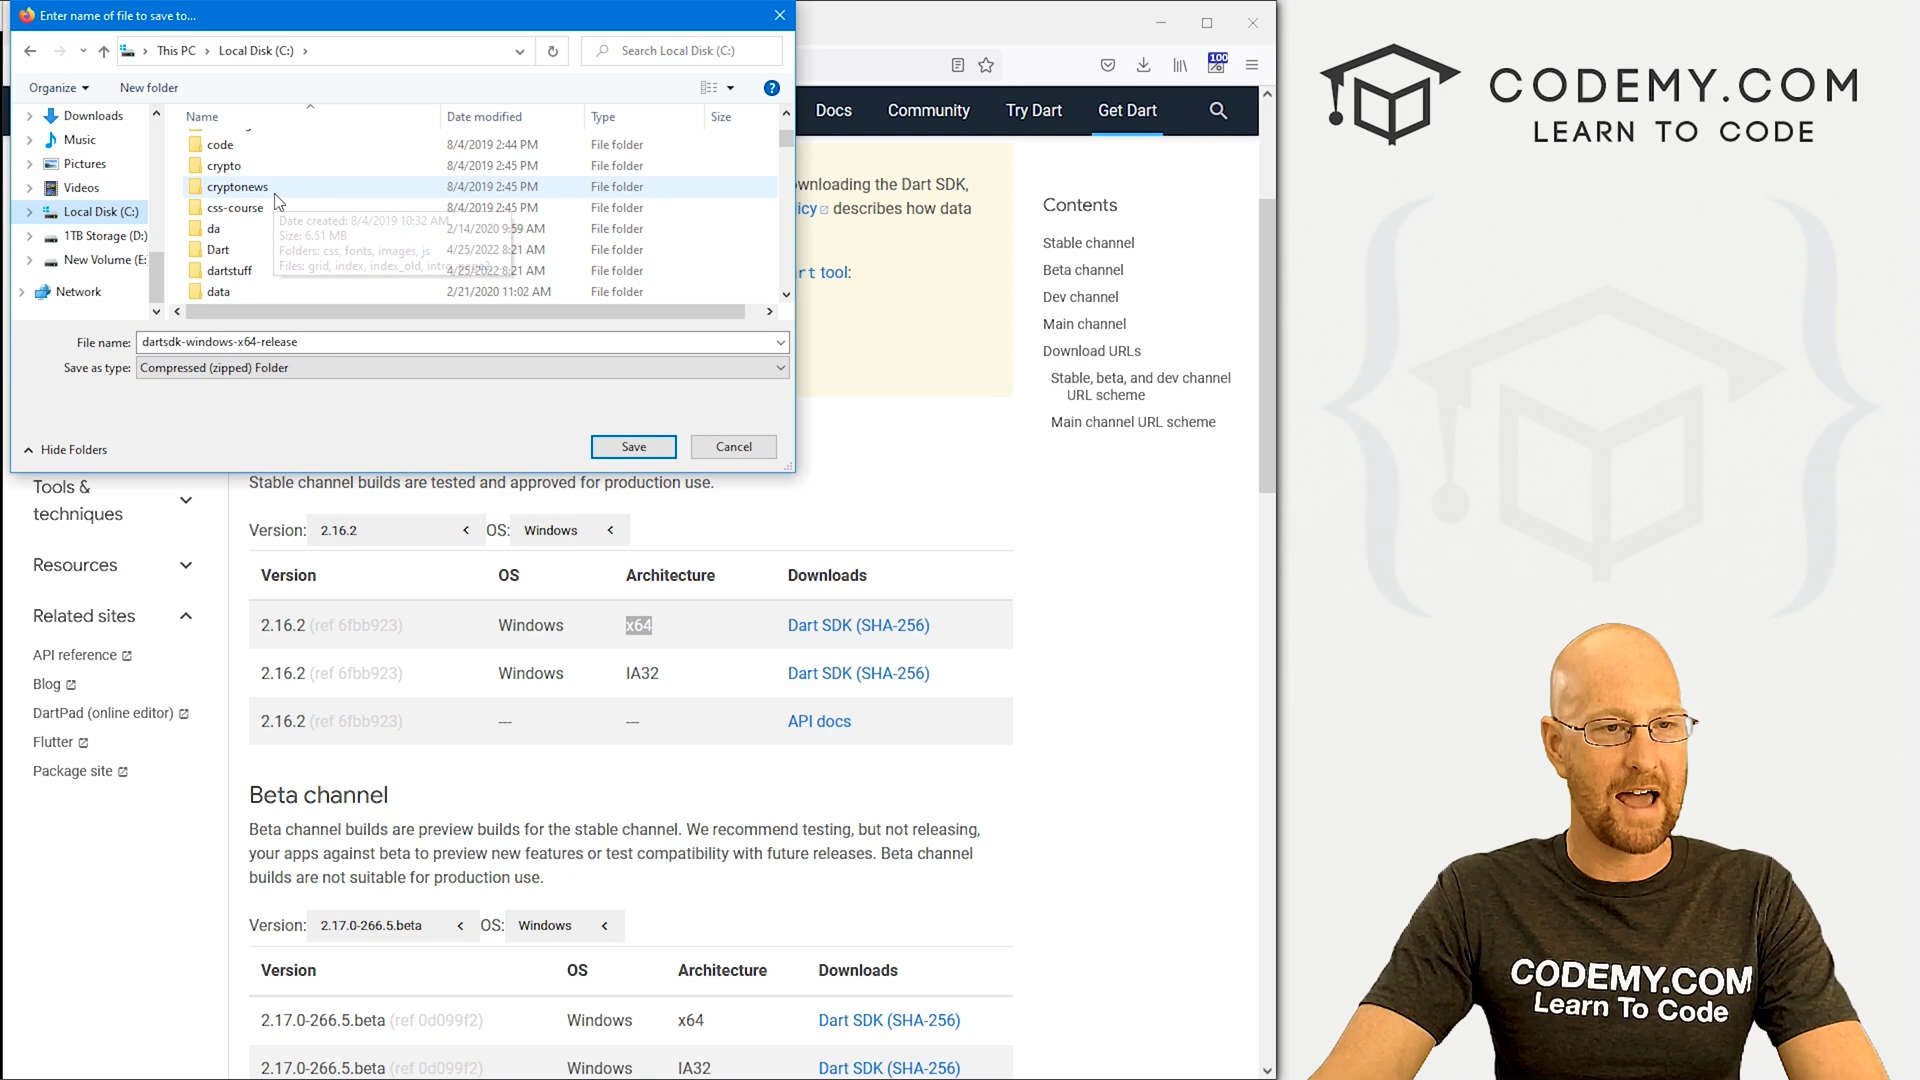 Enter name of file to save to...
This PC
Local Disk (C:)
Search Local Disk (C:)
Organize
New folder
Downloads
Music
Pictures
Videos
Local Disk (C:)
1TB Storage (D:)
New Volume (E:
Network
Name
Date modified
Type
Size
code 8/4/2019 2:44 PM File folder
crypto 8/4/2019 2:45 PM File folder
cryptonews 8/4/2019 2:45 PM File folder
css-course 8/4/2019 2:45 PM File folder
da 2/14/2020 9:59 AM File folder
Dart 4/25/2022 8:21 AM File folder
dartstuff 4/25/2022 8:21 AM File folder
data 2/21/2020 11:02 AM File folder
Date created: 8/4/2019 10:32 AM
Size: 6.51 MB
Folders: css, fonts, images, js
Files: grid, index, index_old,
File name: dartsdk-windows-x64-release
Save as type: Compressed (zipped) Folder
Hide Folders
Save
Cancel
100
Docs
Community
Try Dart
Get Dart
wnloading the Dart SDK,
icy describes how data
rt tool:
Contents
Stable channel
Beta channel
Dev channel
Main channel
Download URLs
Stable, beta, and dev channel
URL scheme
Main channel URL scheme
Tools &
techniques
Resources
Related sites
API reference
Blog
DartPad (online editor)
Flutter
Package site
Stable channel builds are tested and approved for production use.
Version: 2.16.2 OS: Windows
Version OS Architecture Downloads
2.16.2 (ref 6fbb923) Windows x64 Dart SDK (SHA-256)
2.16.2 (ref 6fbb923) Windows IA32 Dart SDK (SHA-256)
2.16.2 (ref 6fbb923) --- --- API docs
Beta channel
Beta channel builds are preview builds for the stable channel. We recommend testing, but not releasing,
your apps against beta to preview new features or test compatibility with future releases. Beta channel
builds are not suitable for production use.
Version: 2.17.0-266.5.beta OS: Windows
Version OS Architecture Downloads
2.17.0-266.5.beta (ref 0d099f2) Windows x64 Dart SDK (SHA-256)
2.17.0-266.5.beta (ref 0d099f2) Windows IA32 Dart SDK (SHA-256)
CODEMY.COM
LEARN TO CODE
CODEMY.COM
Learn To Code